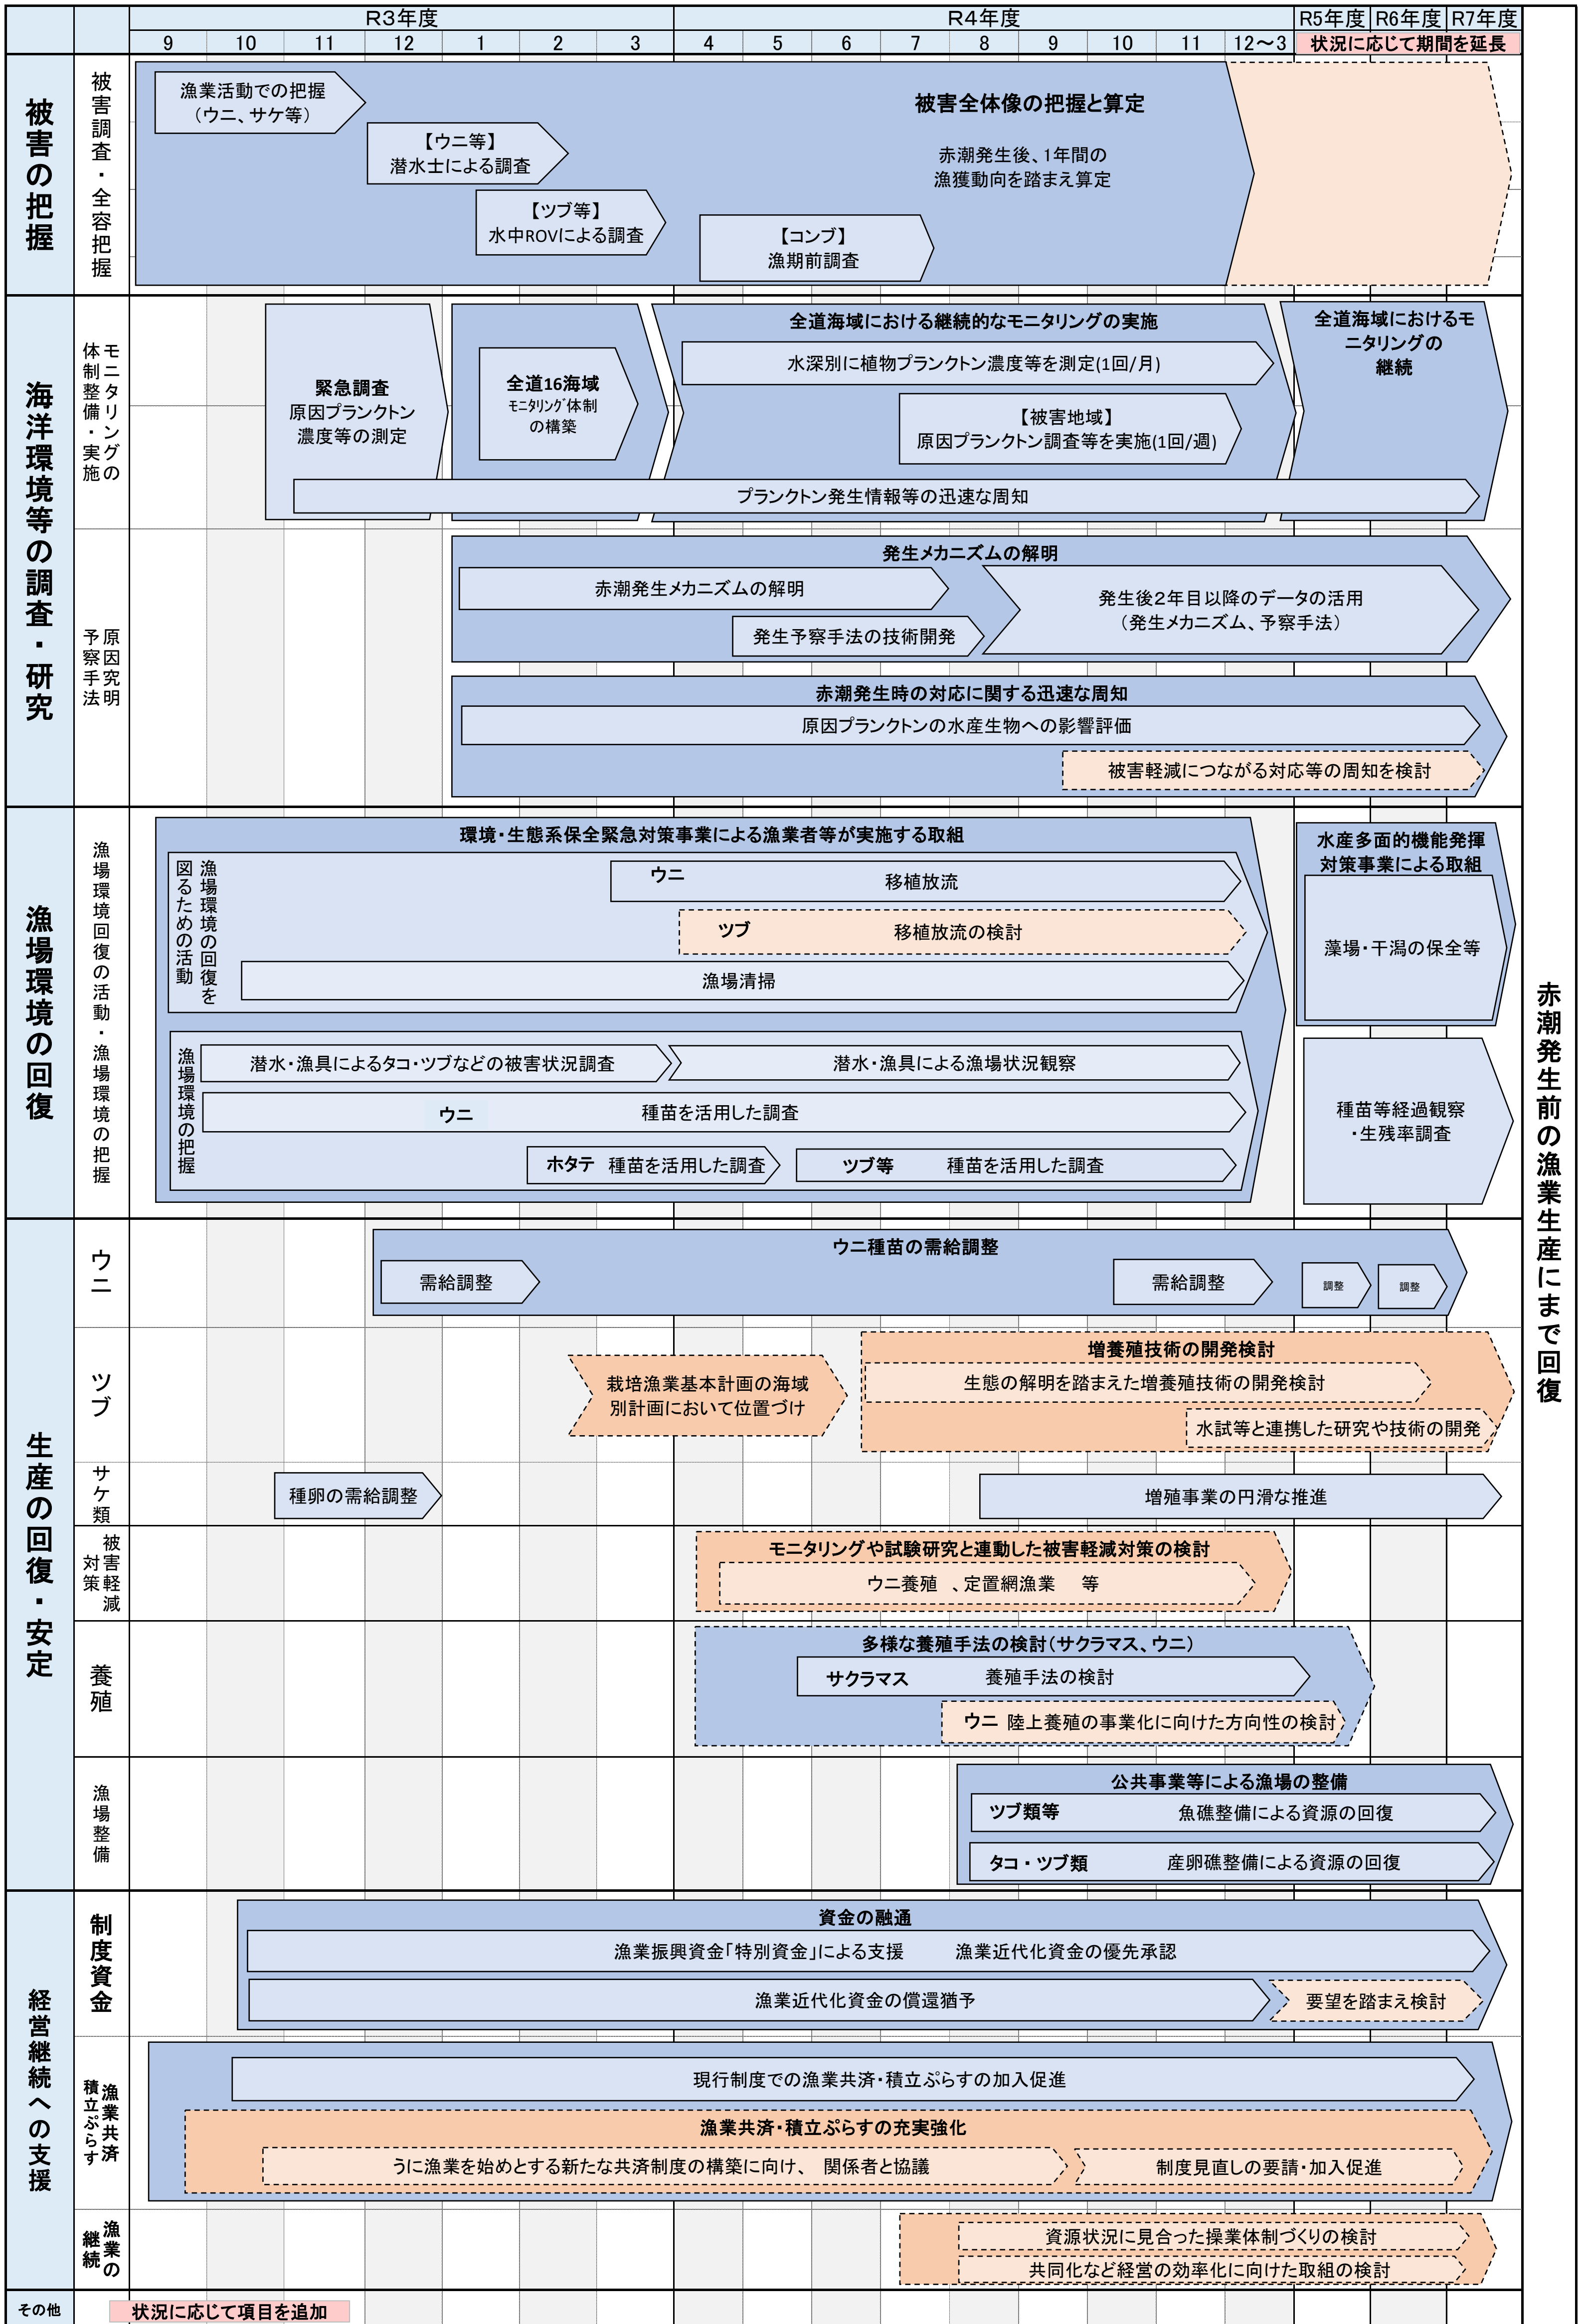 R3年度
R4年度
R5年度
R6年度
R7年度
9
10
11
12
1
2
3
4
5
6
7
8
9
10
11
12～3
状況に応じて期間を延長
被害の把握
被害調査・全容把握
漁業活動での把握
（ウニ、サケ等）
【ウニ等】
潜水士による調査
【ツブ等】
水中ROVによる調査
【コンブ】
漁期前調査
被害全体像の把握と算定
赤潮発生後、1年間の
漁獲動向を踏まえ算定
海洋環境等の調査・研究
モニタリングの
体制整備・実施
緊急調査
原因プランクトン
濃度等の測定
全道16海域
ﾓﾆﾀﾘﾝｸﾞ体制
の構築
全道海域における継続的なモニタリングの実施
水深別に植物プランクトン濃度等を測定(1回/月)
【被害地域】
原因プランクトン調査等を実施(1回/週)
全道海域におけるモ
ニタリングの
継続
プランクトン発生情報等の迅速な周知
原因究明
予察手法
発生メカニズムの解明
赤潮発生メカニズムの解明
発生予察手法の技術開発
発生後２年目以降のデータの活用
（発生メカニズム、予察手法）
赤潮発生時の対応に関する迅速な周知
原因プランクトンの水産生物への影響評価
被害軽減につながる対応等の周知を検討
漁場環境の回復
漁場環境回復の活動・漁場環境の把握
環境・生態系保全緊急対策事業による漁業者等が実施する取組
漁場環境の回復を
図るための活動
ウニ 移植放流
ツブ 移植放流の検討
漁場清掃
漁場環境の把握
潜水・漁具によるタコ・ツブなどの被害状況調査
潜水・漁具による漁場状況観察
ウニ 種苗を活用した調査
ホタテ 種苗を活用した調査
ツブ等 種苗を活用した調査
水産多面的機能発揮
対策事業による取組
藻場・干潟の保全等
種苗等経過観察
・生残率調査
赤潮発生前の漁業生産にまで回復
生産の回復・安定
ウニ
ウニ種苗の需給調整
需給調整
需給調整
調整
調整
ツブ
栽培漁業基本計画の海域
別計画において位置づけ
増養殖技術の開発検討
生態の解明を踏まえた増養殖技術の開発検討
水試等と連携した研究や技術の開発
サケ類
種卵の需給調整
増殖事業の円滑な推進
被害軽減
対策
モニタリングや試験研究と連動した被害軽減対策の検討
ウニ養殖 、定置網漁業 等
養殖
多様な養殖手法の検討（サクラマス、ウニ）
サクラマス 養殖手法の検討
ウニ 陸上養殖の事業化に向けた方向性の検討
漁場整備
公共事業等による漁場の整備
ツブ類等 魚礁整備による資源の回復
タコ・ツブ類 産卵礁整備による資源の回復
経営継続への支援
制度資金
資金の融通
漁業振興資金「特別資金」による支援 漁業近代化資金の優先承認
漁業近代化資金の償還猶予
要望を踏まえ検討
漁業共済
積立ぷらす
現行制度での漁業共済・積立ぷらすの加入促進
漁業共済・積立ぷらすの充実強化
うに漁業を始めとする新たな共済制度の構築に向け、 関係者と協議
制度見直しの要請・加入促進
漁業の
継続
資源状況に見合った操業体制づくりの検討
共同化など経営の効率化に向けた取組の検討
その他
状況に応じて項目を追加